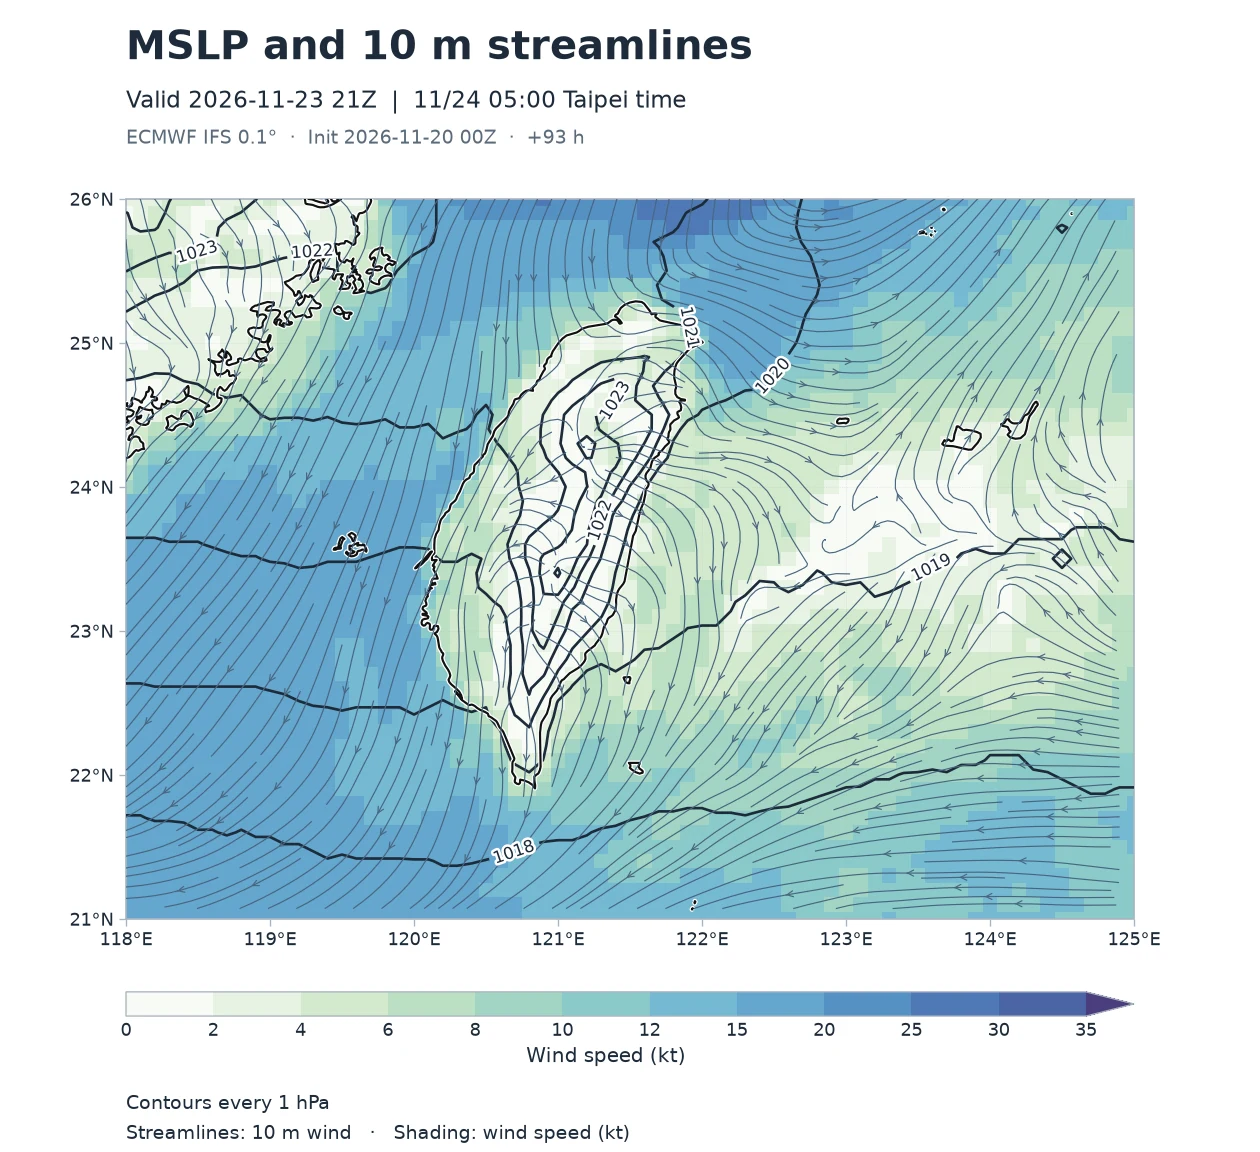 MSLP and 10 m streamlines
Valid 2026-11-23 21Z | 11/24 05:00 Taipei time
ECMWF IFS 0.1° · Init 2026-11-20 00Z · +93 h
26°N
25°N
24°N
23°N
22°N
21°N
1023
1022
1021
1020
1023
1022
1019
1018
118°E 119°E 120°E 121°E 122°E 123°E 124°E 125°E
0 2 4 6 8 10 12 15 20 25 30 35
Wind speed (kt)
Contours every 1 hPa
Streamlines: 10 m wind · Shading: wind speed (kt)